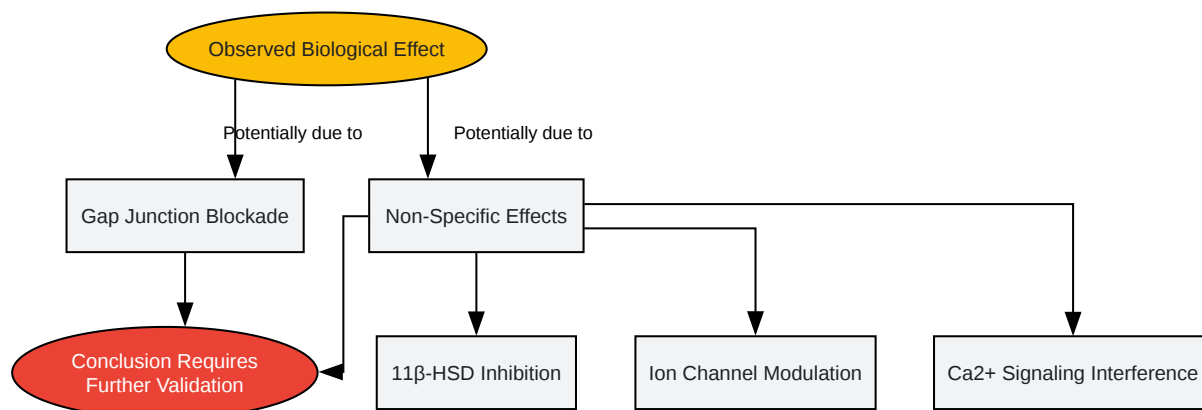 Observed Biological Effect
Potentially due to
Potentially due to
Gap Junction Blockade
Non-Specific Effects
Conclusion Requires
Further Validation
11β-HSD Inhibition
Ion Channel Modulation
Ca2+ Signaling Interference